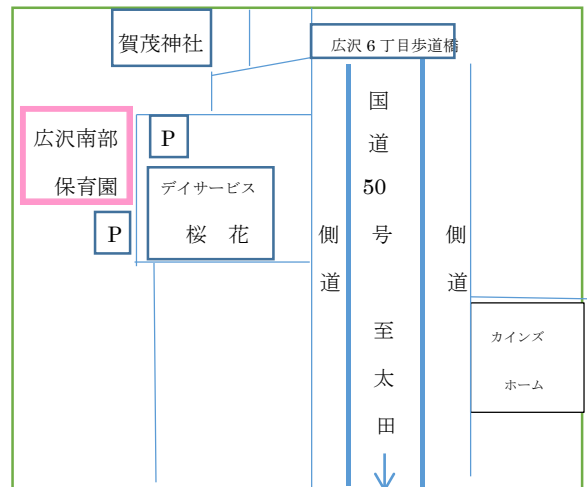 賀茂神社
広沢 6 丁目歩道橋
広沢南部
保育園
P
P
デイサービス
桜 花
国道 50 号 至太田
側道
側道
カインズ
ホーム